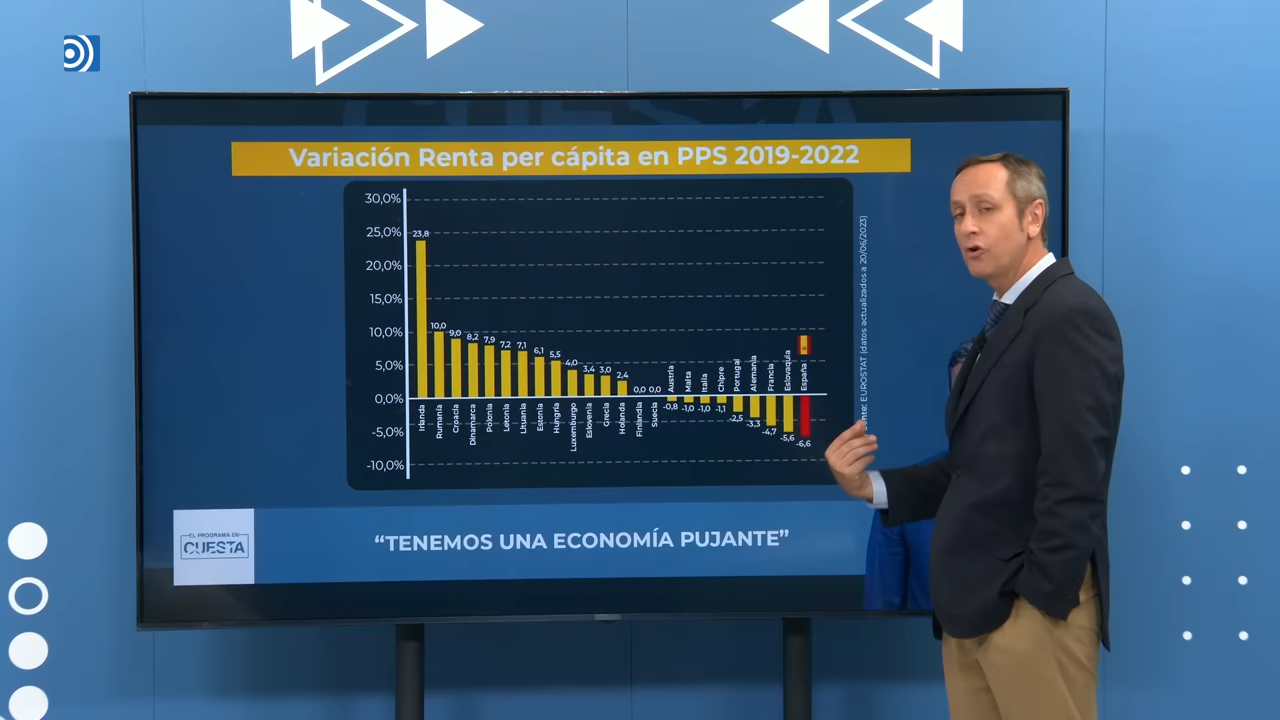 Variación Renta per cápita en PPS 2019-2022
30,0%
25,0%
20,0%
15,0%
10,0%
5,0%
0,0%
-5,0%
-10,0%
23,8
10,0
9,0
8,2
7,9
7,2
7,1
6,1
5,5
4,0
3,4
3,0
2,4
0,0
0,0
-0,8
-1,0
-1,0
-1,1
-2,5
-3,3
-4,7
-5,6
-6,6
Irlanda
Rumanía
Croacia
Dinamarca
Polonia
Letonia
Lituania
Estonia
Hungría
Luxemburgo
Eslovenia
Grecia
Holanda
Finlandia
Suecia
Austria
Malta
Italia
Chipre
Portugal
Alemania
Francia
Eslovaquia
España
EUROSTAT (datos actualizados a 20/06/2023)
EL PROGRAMA DE
CUESTA
“TENEMOS UNA ECONOMÍA PUJANTE”